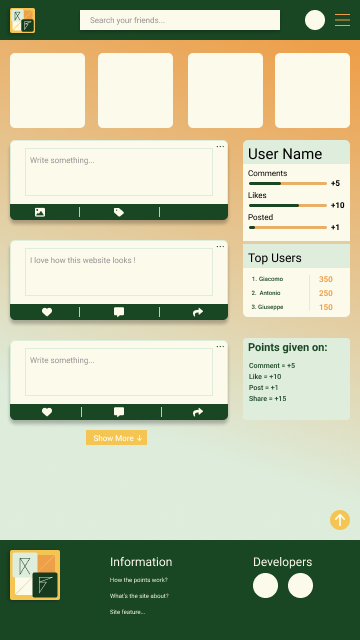 Search your friends...
Write something...
User Name
Comments
+5
Likes
+10
Posted
+1
I love how this website looks !
Top Users
1. Giacomo 350
2. Antonio 250
3. Giuseppe 150
Write something...
Points given on:
Comment = +5
Like = +10
Post = +1
Share = +15
Show More ↓
Information
How the points work?
What's the site about?
Site feature...
Developers